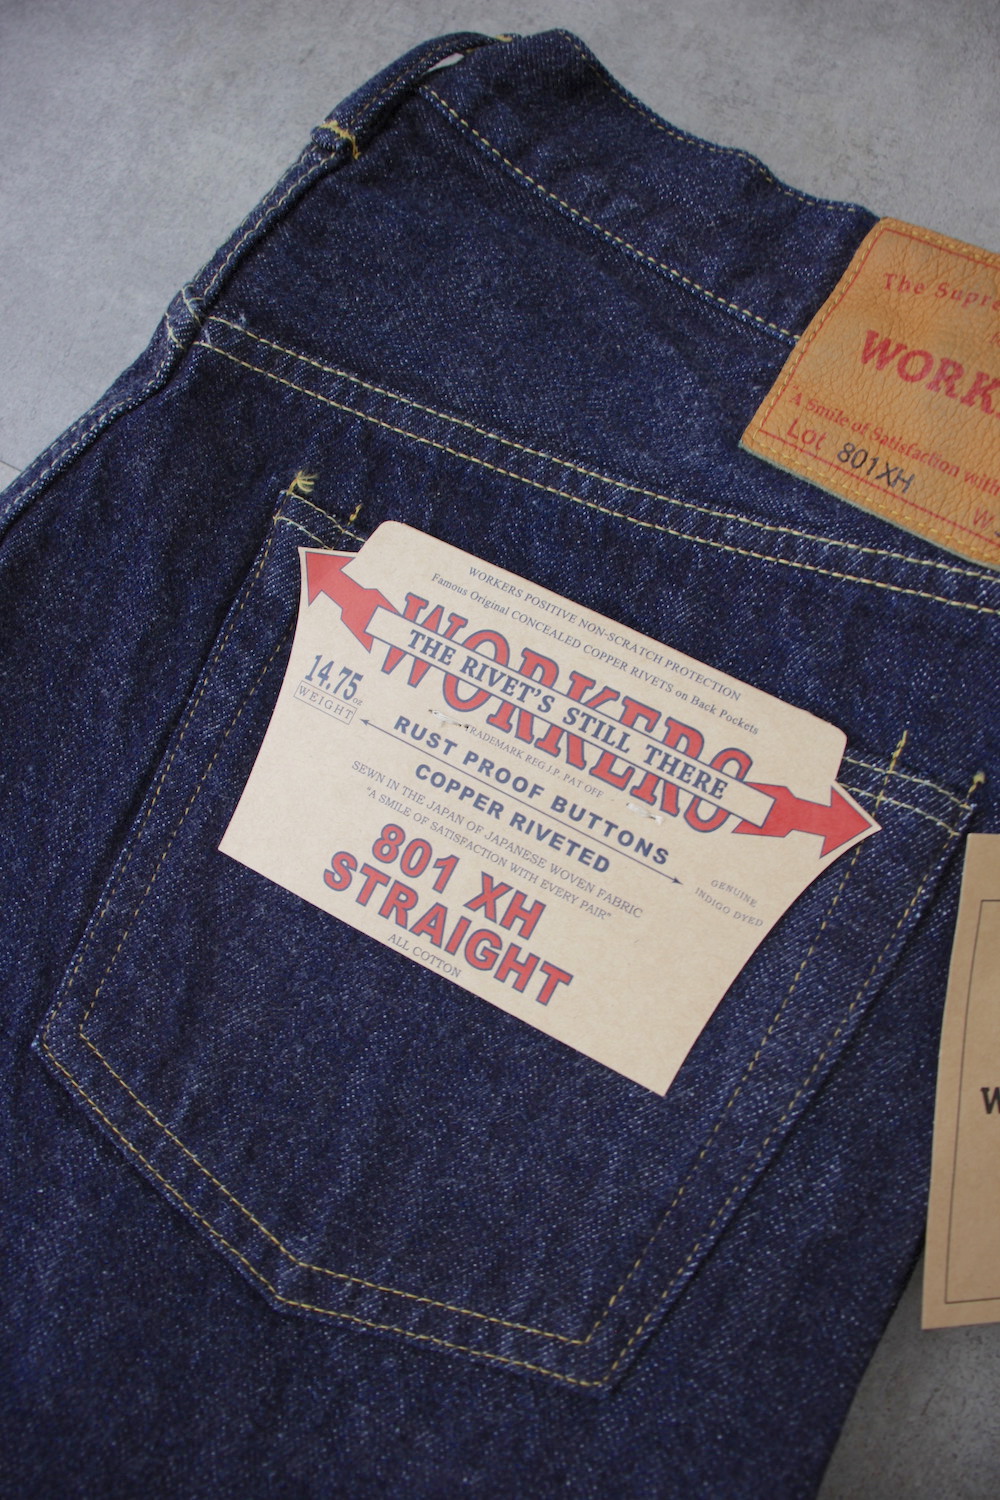 The Supre
WORK
A Smile of Satisfaction with
Lot 801XH
W
WORKERS POSITIVE NON-SCRATCH PROTECTION
Famous Original CONCEALED COPPER RIVETS on Back Pockets
WORKERS
THE RIVET'S STILL THERE
14.75 oz
WEIGHT
TRADEMARK REG J.P. PAT OFF
RUST PROOF BUTTONS
COPPER RIVETED
SEWN IN THE JAPAN OF JAPANESE WOVEN FABRIC
"A SMILE OF SATISFACTION WITH EVERY PAIR"
GENUINE
INDIGO DYED
801 XH
STRAIGHT
ALL COTTON
W